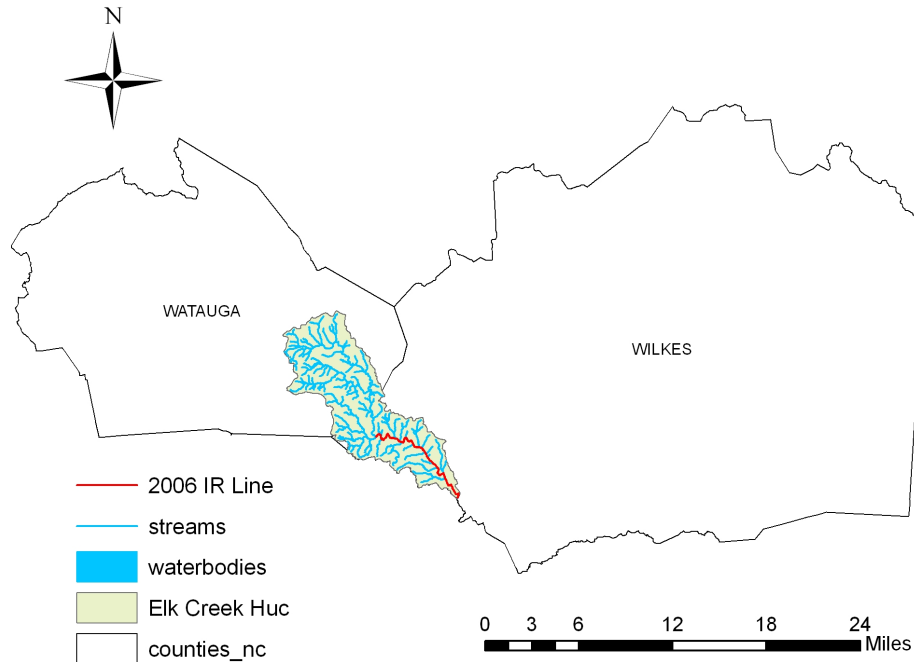 N
WATAUGA
WILKES
2006 IR Line
streams
waterbodies
Elk Creek Huc
counties_nc
0 3 6 12 18 24
Miles